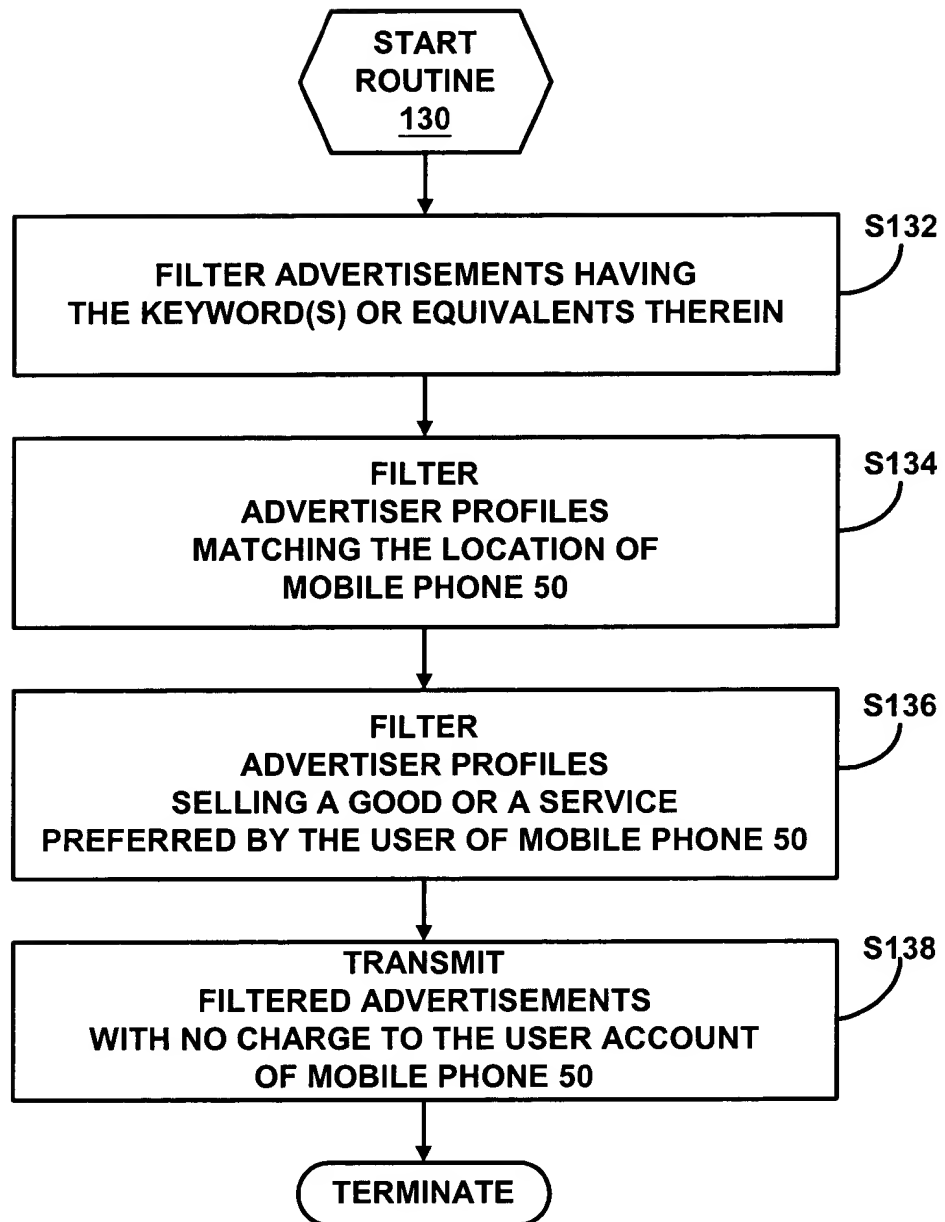 START
ROUTINE
130
S132
FILTER ADVERTISEMENTS HAVING
THE KEYWORD(S) OR EQUIVALENTS THEREIN
S134
FILTER
ADVERTISER PROFILES
MATCHING THE LOCATION OF
MOBILE PHONE 50
S136
FILTER
ADVERTISER PROFILES
SELLING A GOOD OR A SERVICE
PREFERRED BY THE USER OF MOBILE PHONE 50
S138
TRANSMIT
FILTERED ADVERTISEMENTS
WITH NO CHARGE TO THE USER ACCOUNT
OF MOBILE PHONE 50
TERMINATE